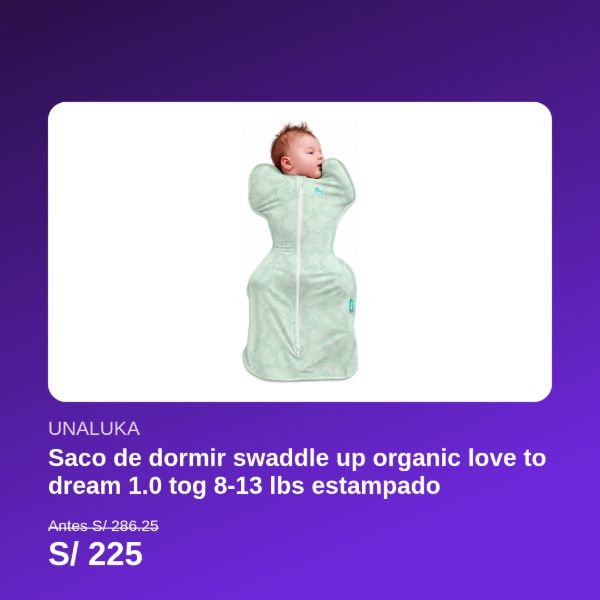 UNALUKA
Saco de dormir swaddle up organic love to
dream 1.0 tog 8-13 lbs estampado
Antes S/ 286.25
S/ 225